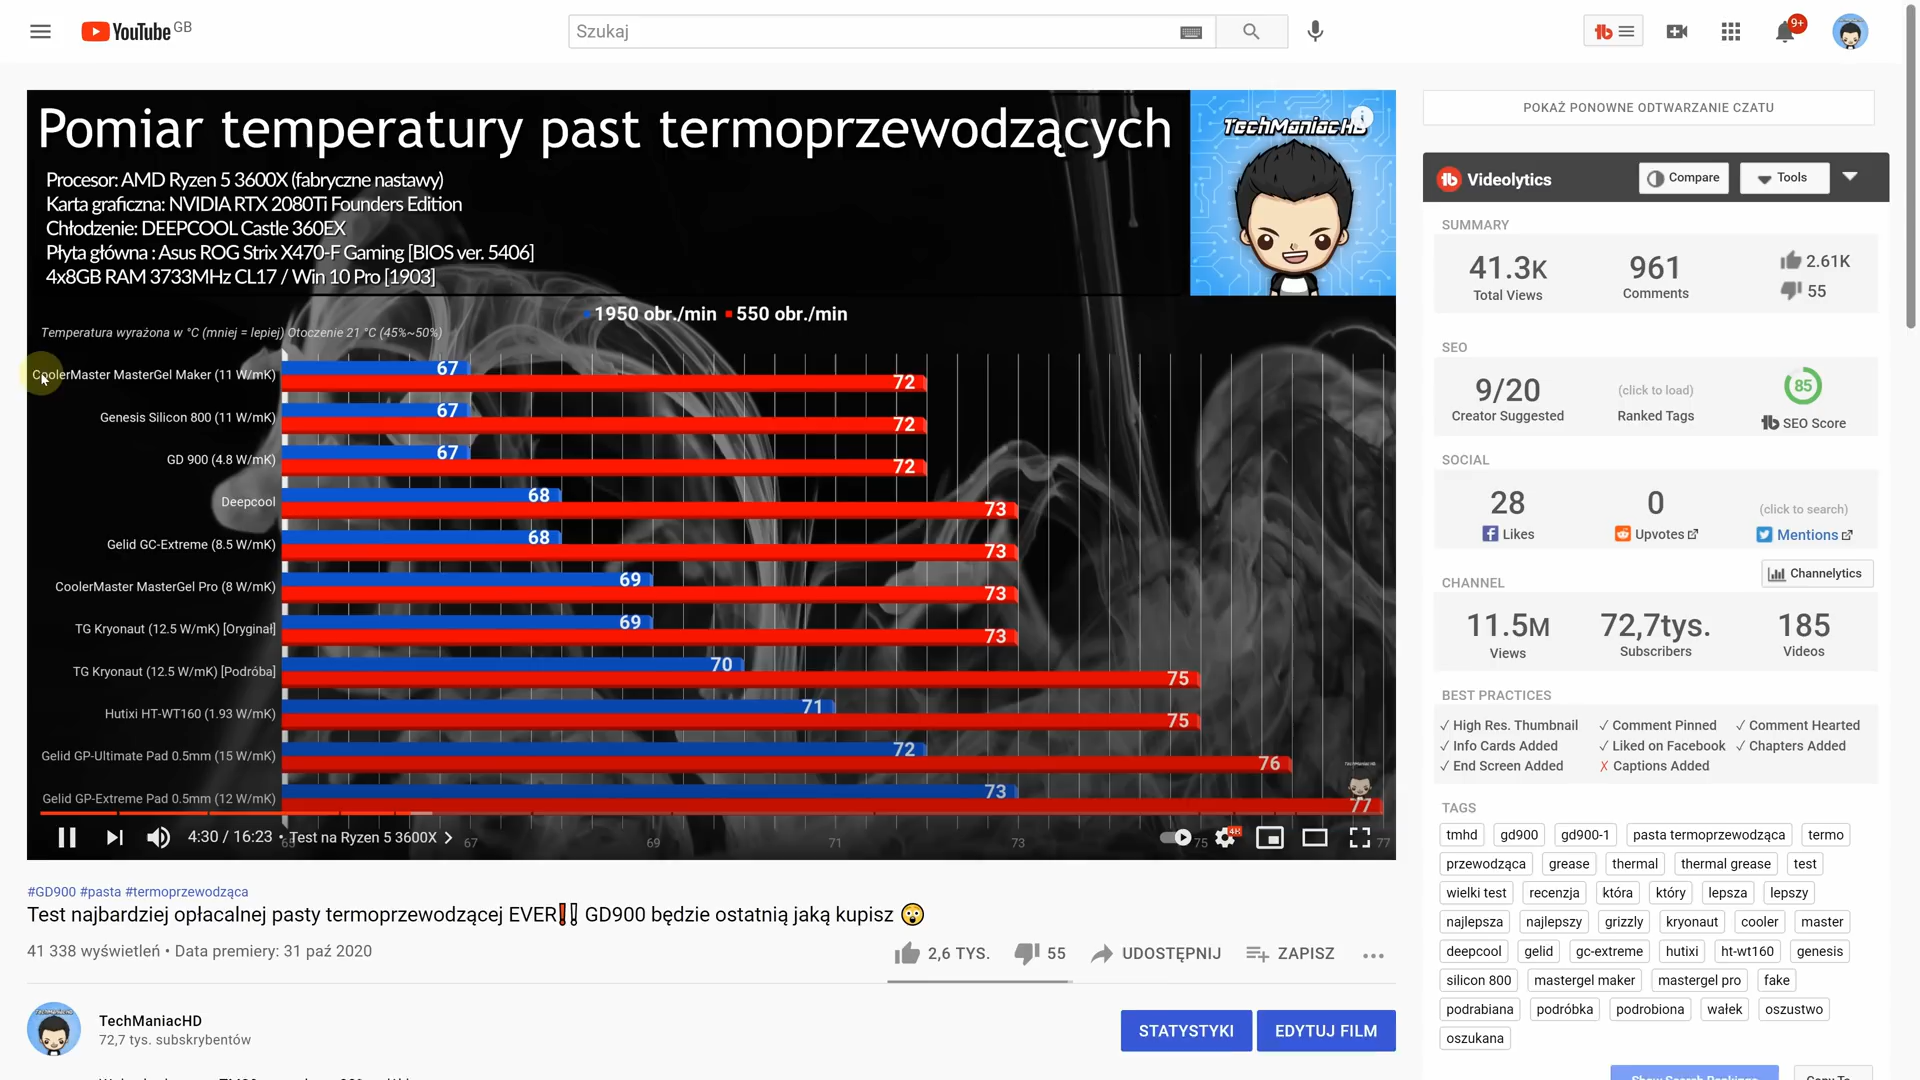 YouTube GB
Szukaj
9+
POKAŻ PONOWNE ODTWARZANIE CZATU
Pomiar temperatury past termoprzewodzących
TechManiacHD
Procesor: AMD Ryzen 5 3600X (fabryczne nastawy)
Karta graficzna: NVIDIA RTX 2080Ti Founders Edition
Chłodzenie: DEEPCOOL Castle 360EX
Płyta główna : Asus ROG Strix X470-F Gaming [BIOS ver. 5406]
4x8GB RAM 3733MHz CL17 / Win 10 Pro [1903]
1950 obr./min 550 obr./min
Temperatura wyrażona w °C (mniej = lepiej) Otoczenie 21 °C (45%~50%)
CoolerMaster MasterGel Maker (11 W/mK) 67 72
Genesis Silicon 800 (11 W/mK) 67 72
GD 900 (4.8 W/mK) 67 72
Deepcool 68 73
Gelid GC-Extreme (8.5 W/mK) 68 73
CoolerMaster MasterGel Pro (8 W/mK) 69 73
TG Kryonaut (12.5 W/mK) [Oryginał] 69 73
TG Kryonaut (12.5 W/mK) [Podróba] 70 75
Hutixi HT-WT160 (1.93 W/mK) 71 75
Gelid GP-Ultimate Pad 0.5mm (15 W/mK) 72 76
Gelid GP-Extreme Pad 0.5mm (12 W/mK) 73 77
4:30 / 16:23 • Test na Ryzen 5 3600X
4K
65 67 69 71 73 75 77
#GD900 #pasta #termoprzewodząca
Test najbardziej opłacalnej pasty termoprzewodzącej EVER‼️ GD900 będzie ostatnią jaką kupisz 😲
41 338 wyświetleń • Data premiery: 31 paź 2020
2,6 TYS. 55 UDOSTĘPNIJ ZAPISZ
TechManiacHD
72,7 tys. subskrybentów
STATYSTYKI EDYTUJ FILM
Videolytics Compare Tools
SUMMARY
41.3K 961 2.61K
Total Views Comments 55
SEO
9/20 (click to load) 85
Creator Suggested Ranked Tags SEO Score
SOCIAL
28 0 (click to search)
Likes Upvotes Mentions
CHANNEL Channelytics
11.5M 72,7tys. 185
Views Subscribers Videos
BEST PRACTICES
✓ High Res. Thumbnail ✓ Comment Pinned ✓ Comment Hearted
✓ Info Cards Added ✓ Liked on Facebook ✓ Chapters Added
✓ End Screen Added ✗ Captions Added
TAGS
tmhd gd900 gd900-1 pasta termoprzewodząca termo
przewodząca grease thermal thermal grease test
wielki test recenzja która który lepsza lepszy
najlepsza najlepszy grizzly kryonaut cooler master
deepcool gelid gc-extreme hutixi ht-wt160 genesis
silicon 800 mastergel maker mastergel pro fake
podrabiana podróbka podrobiona wałek oszustwo
oszukana